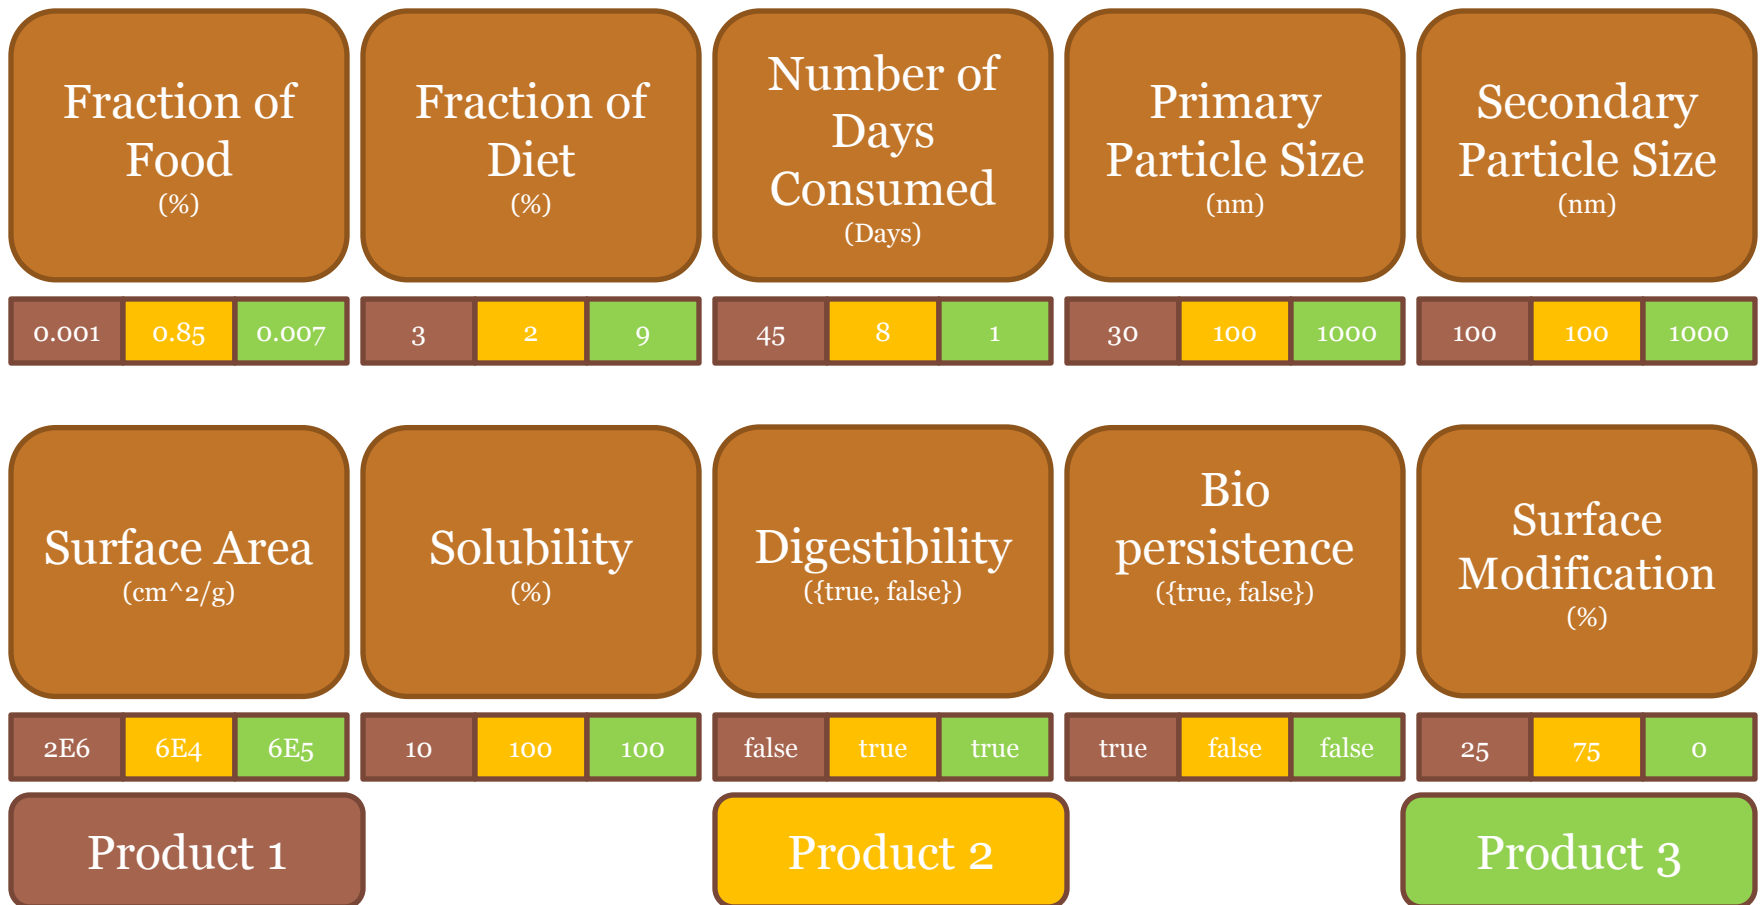 Fraction of
Food
(%)
Fraction of
Diet
(%)
Number of
Days
Consumed
(Days)
Primary
Particle Size
(nm)
Secondary
Particle Size
(nm)
0.001 0.85 0.007
3 2 9
45 8 1
30 100 1000
100 100 1000
Surface Area
(cm^2/g)
Solubility
(%)
Digestibility
({true, false})
Bio
persistence
({true, false})
Surface
Modification
(%)
2E6 6E4 6E5
10 100 100
false true true
true false false
25 75 0
Product 1
Product 2
Product 3